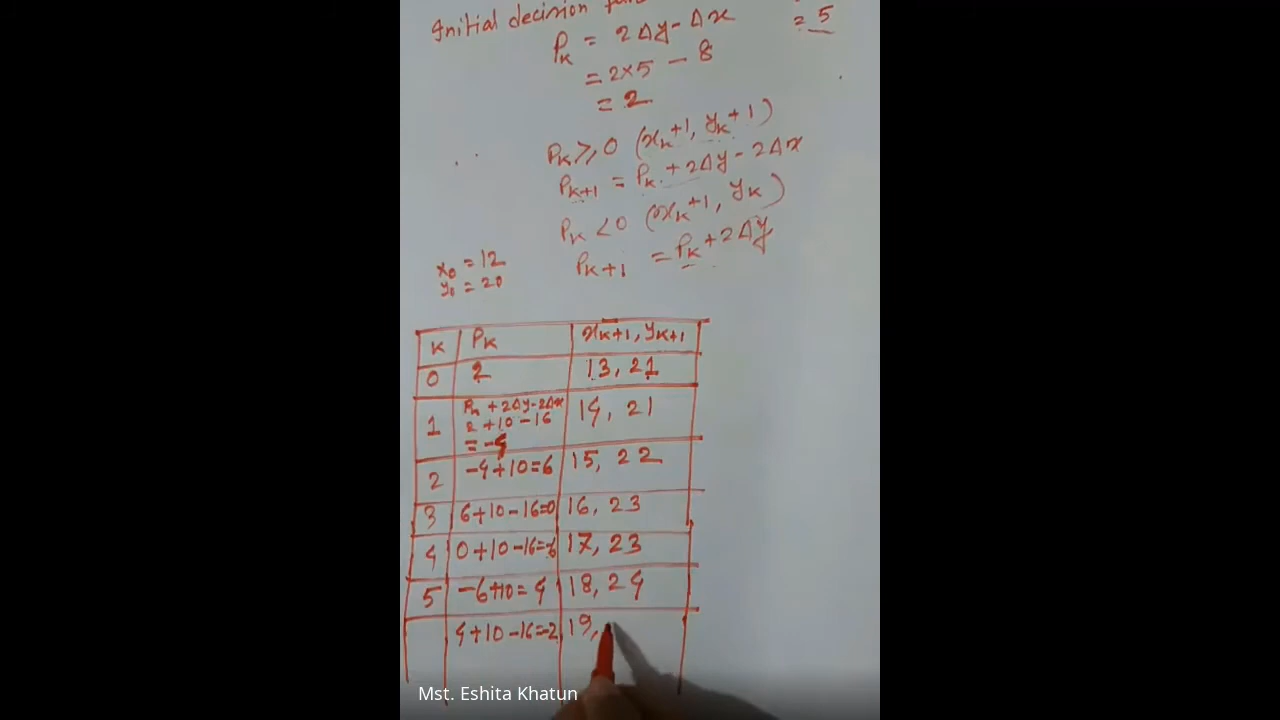 Initial decision
= 5
Pk = 2Δy - Δx
= 2×5 - 8
= 2
Pk ≥ 0 (xk+1, yk+1)
Pk+1 = Pk + 2Δy - 2Δx
Pk < 0 (xk+1, yk)
Pk+1 = Pk + 2Δy
x0 = 12
y0 = 20
K Pk xk+1, yk+1
0 2 13, 21
1 Pk + 2Δy - 2Δx 14, 21
2 + 10 - 16
= -4
2 -4+10=6 15, 22
3 6+10-16=0 16, 23
4 0+10-16=-6 17, 23
5 -6+10=4 18, 24
4+10-16=-2 19,
Mst. Eshita Khatun